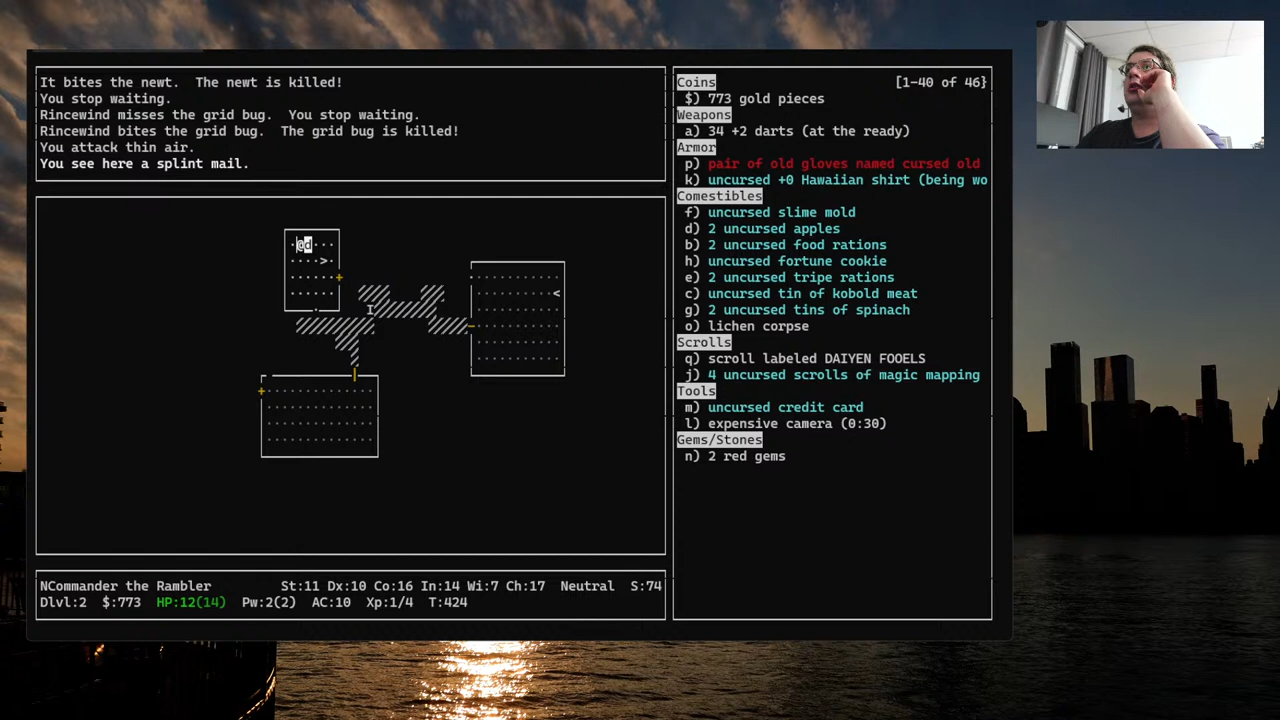 It bites the newt.  The newt is killed!
You stop waiting.
Rincewind misses the grid bug.  You stop waiting.
Rincewind bites the grid bug.  The grid bug is killed!
You attack thin air.
You see here a splint mail.
Coins [1-40 of 46}
$) 773 gold pieces
Weapons
a) 34 +2 darts (at the ready)
Armor
p) pair of old gloves named cursed old
k) uncursed +0 Hawaiian shirt (being wo
Comestibles
f) uncursed slime mold
d) 2 uncursed apples
b) 2 uncursed food rations
h) uncursed fortune cookie
e) 2 uncursed tripe rations
c) uncursed tin of kobold meat
g) 2 uncursed tins of spinach
o) lichen corpse
Scrolls
q) scroll labeled DAIYEN FOOELS
j) 4 uncursed scrolls of magic mapping
Tools
m) uncursed credit card
l) expensive camera (0:30)
Gems/Stones
n) 2 red gems
NCommander the Rambler St:11 Dx:10 Co:16 In:14 Wi:7 Ch:17 Neutral S:74
Dlvl:2 $:773 HP:12(14) Pw:2(2) AC:10 Xp:1/4 T:424